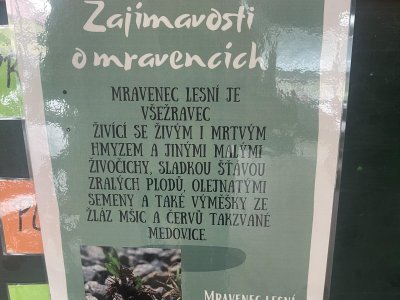 Zajímavosti
o mravencích
MRAVENEC LESNÍ JE
VŠEŽRAVEC
ŽIVÍCÍ SE ŽIVÝM I MRTVÝM
HMYZEM A JINÝMI MALÝMI
ŽIVOČICHY, SLADKOU ŠŤÁVOU
ZRALÝCH PLODŮ, OLEJNATÝMI
SEMENY A TAKÉ VÝMĚŠKY ZE
ŽLÁZ MŠIC A ČERVŮ TAKZVANÉ
MEDOVICE.
MRAVENEC LESNÍ